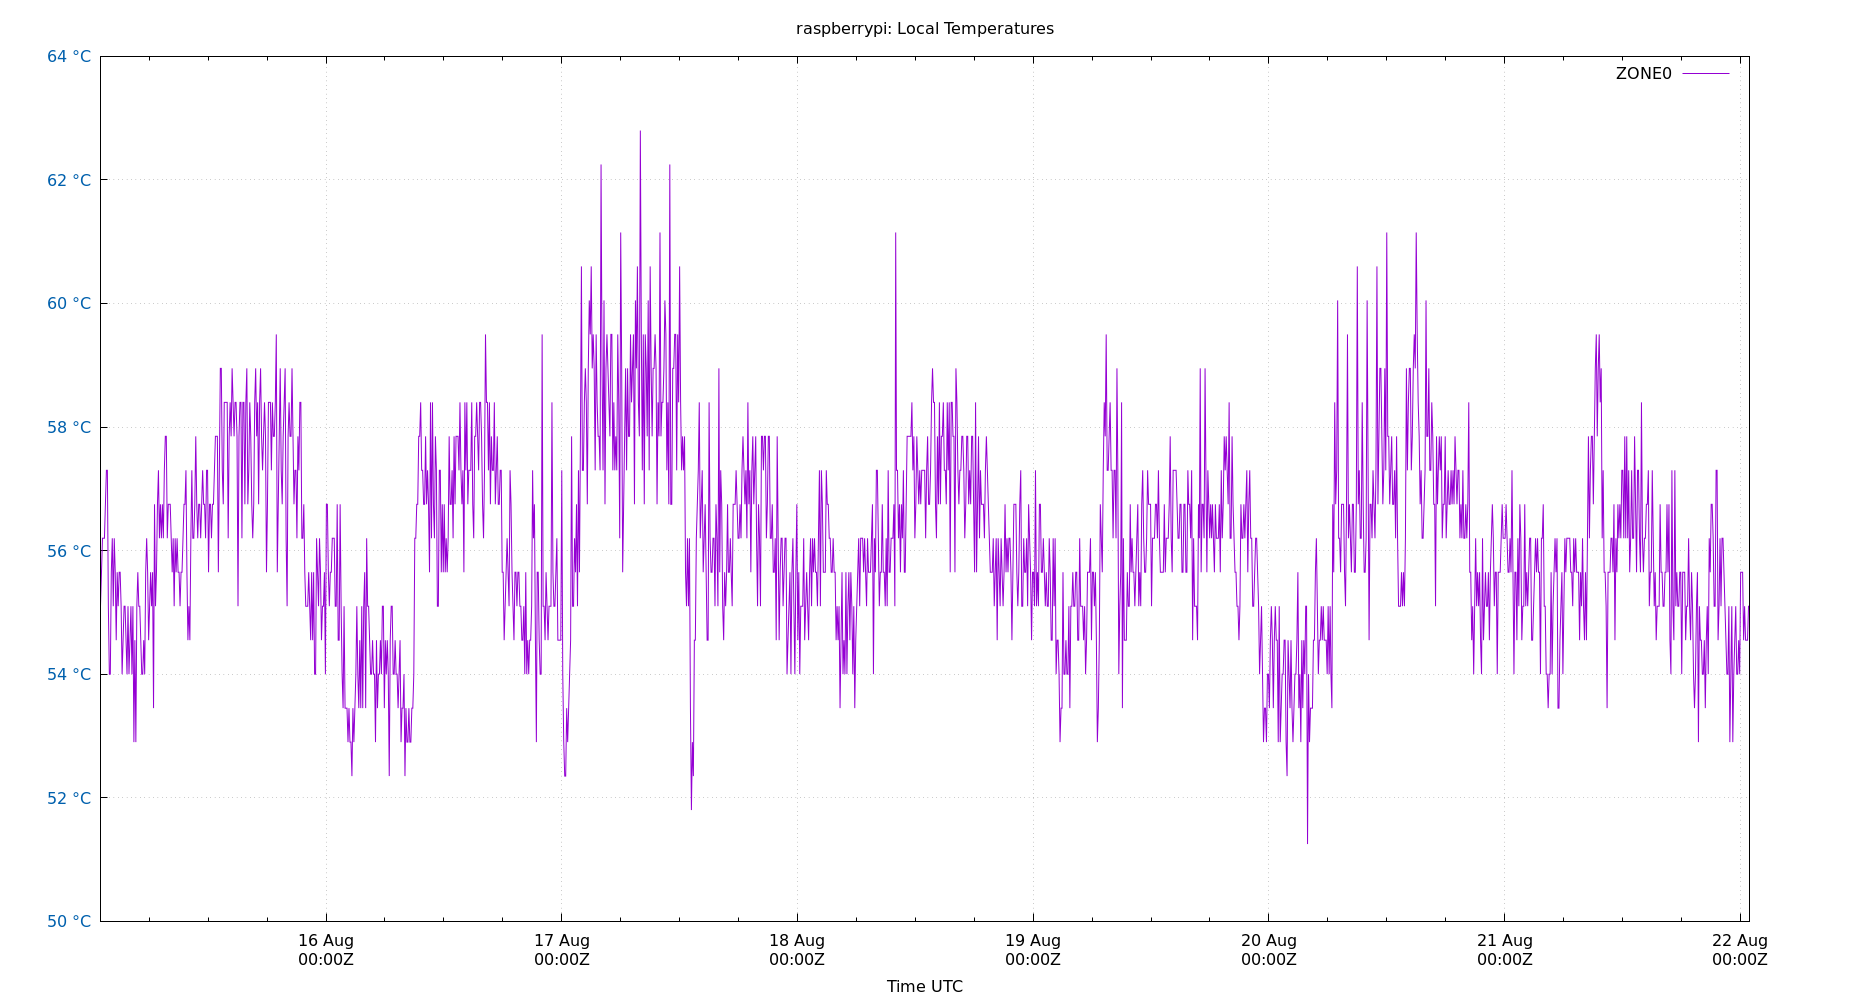 raspberrypi: Local Temperatures
64 °C
ZONE0
62 °C
60 °C
58 °C
56 °C
54 °C
52 °C
50 °C
16 Aug 17 Aug 18 Aug 19 Aug 20 Aug 21 Aug 22 Aug
00:00Z 00:00Z 00:00Z 00:00Z 00:00Z 00:00Z 00:00Z
Time UTC